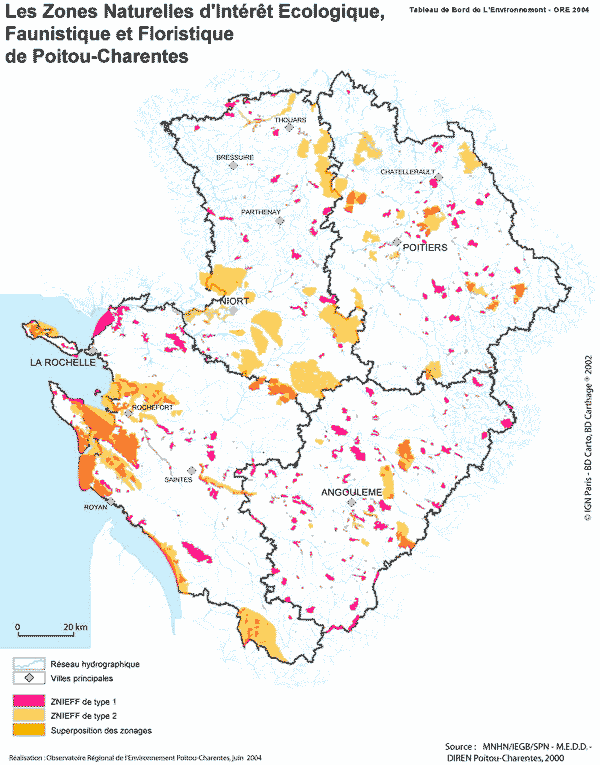 Les Zones Naturelles d'Intérêt Ecologique,
Faunistique et Floristique
de Poitou-Charentes
Tableau de Bord de L'Environnement - ORE 2004
THOUARS
BRESSUIRE
CHATELLERAULT
PARTHENAY
POITIERS
NIORT
LA ROCHELLE
ROCHEFORT
SAINTES
ANGOULEME
ROYAN
© IGN Paris - BD Carto, BD Carthage ® 2002
0 20 km
Réseau hydrographique
Villes principales
ZNIEFF de type 1
ZNIEFF de type 2
Superposition des zonages
Source : MNHN/IEGB/SPN - M.E.D.D. -
DIREN Poitou-Charentes, 2000
Réalisation : Observatoire Régional de l'Environnement Poitou-Charentes, Juin 2004